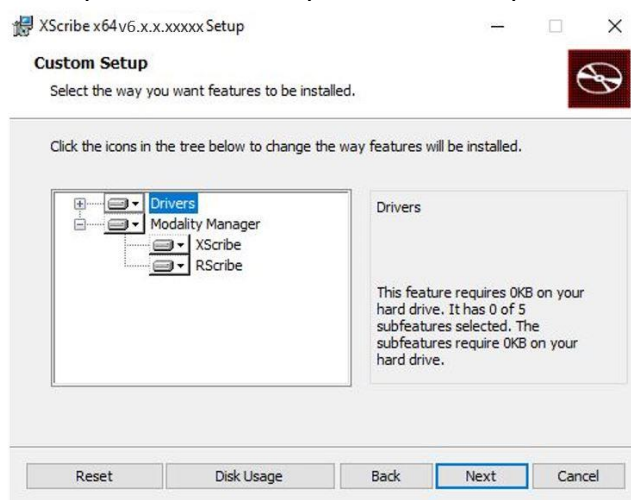 XScribe x64 v6.x.x.xxxxx Setup
Custom Setup
Select the way you want features to be installed.
Click the icons in the tree below to change the way features will be installed.
Drivers
Modality Manager
XScribe
RScribe
Drivers
This feature requires 0KB on your
hard drive. It has 0 of 5
subfeatures selected. The
subfeatures require 0KB on your
hard drive.
Reset
Disk Usage
Back
Next
Cancel